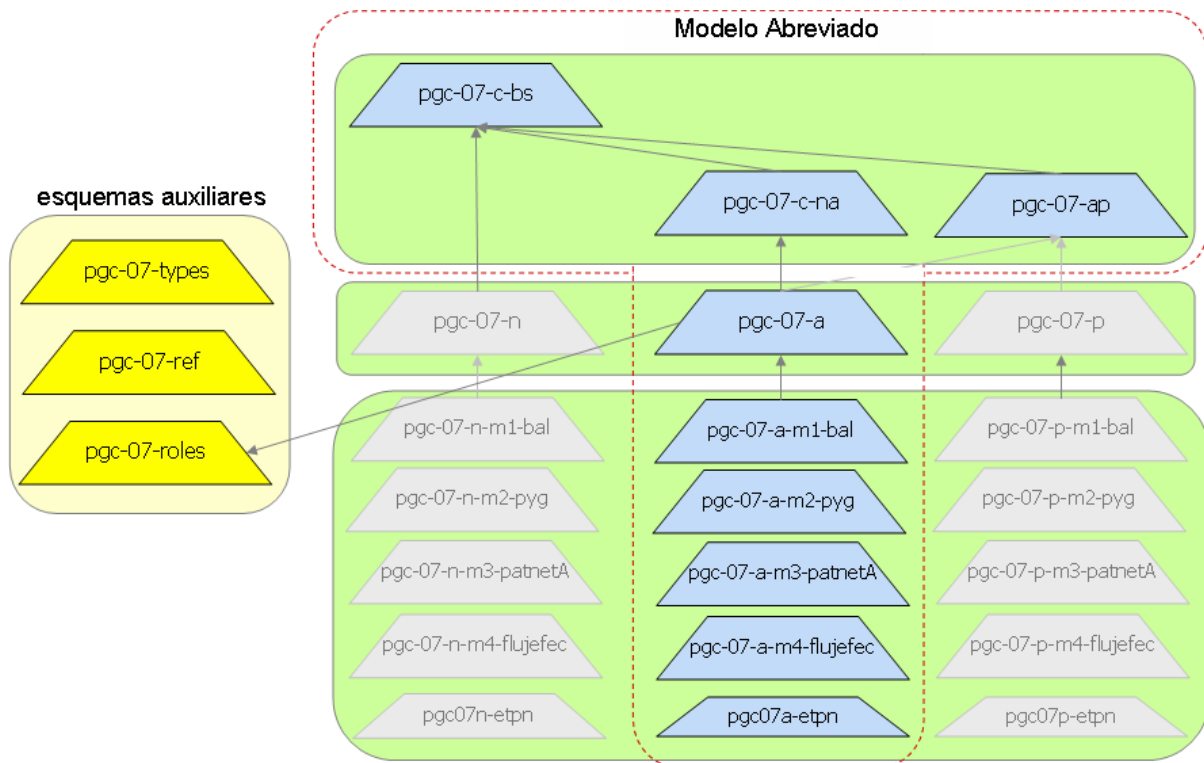 Modelo Abreviado
pgc-07-c-bs
pgc-07-c-na
pgc-07-ap
esquemas auxiliares
pgc-07-types
pgc-07-ref
pgc-07-roles
pgc-07-n
pgc-07-a
pgc-07-p
pgc-07-n-m1-bal
pgc-07-a-m1-bal
pgc-07-p-m1-bal
pgc-07-n-m2-pyg
pgc-07-a-m2-pyg
pgc-07-p-m2-pyg
pgc-07-n-m3-patnetA
pgc-07-a-m3-patnetA
pgc-07-p-m3-patnetA
pgc-07-n-m4-flujefec
pgc-07-a-m4-flujefec
pgc-07-p-m4-flujefec
pgc07n-etpn
pgc07a-etpn
pgc07p-etpn